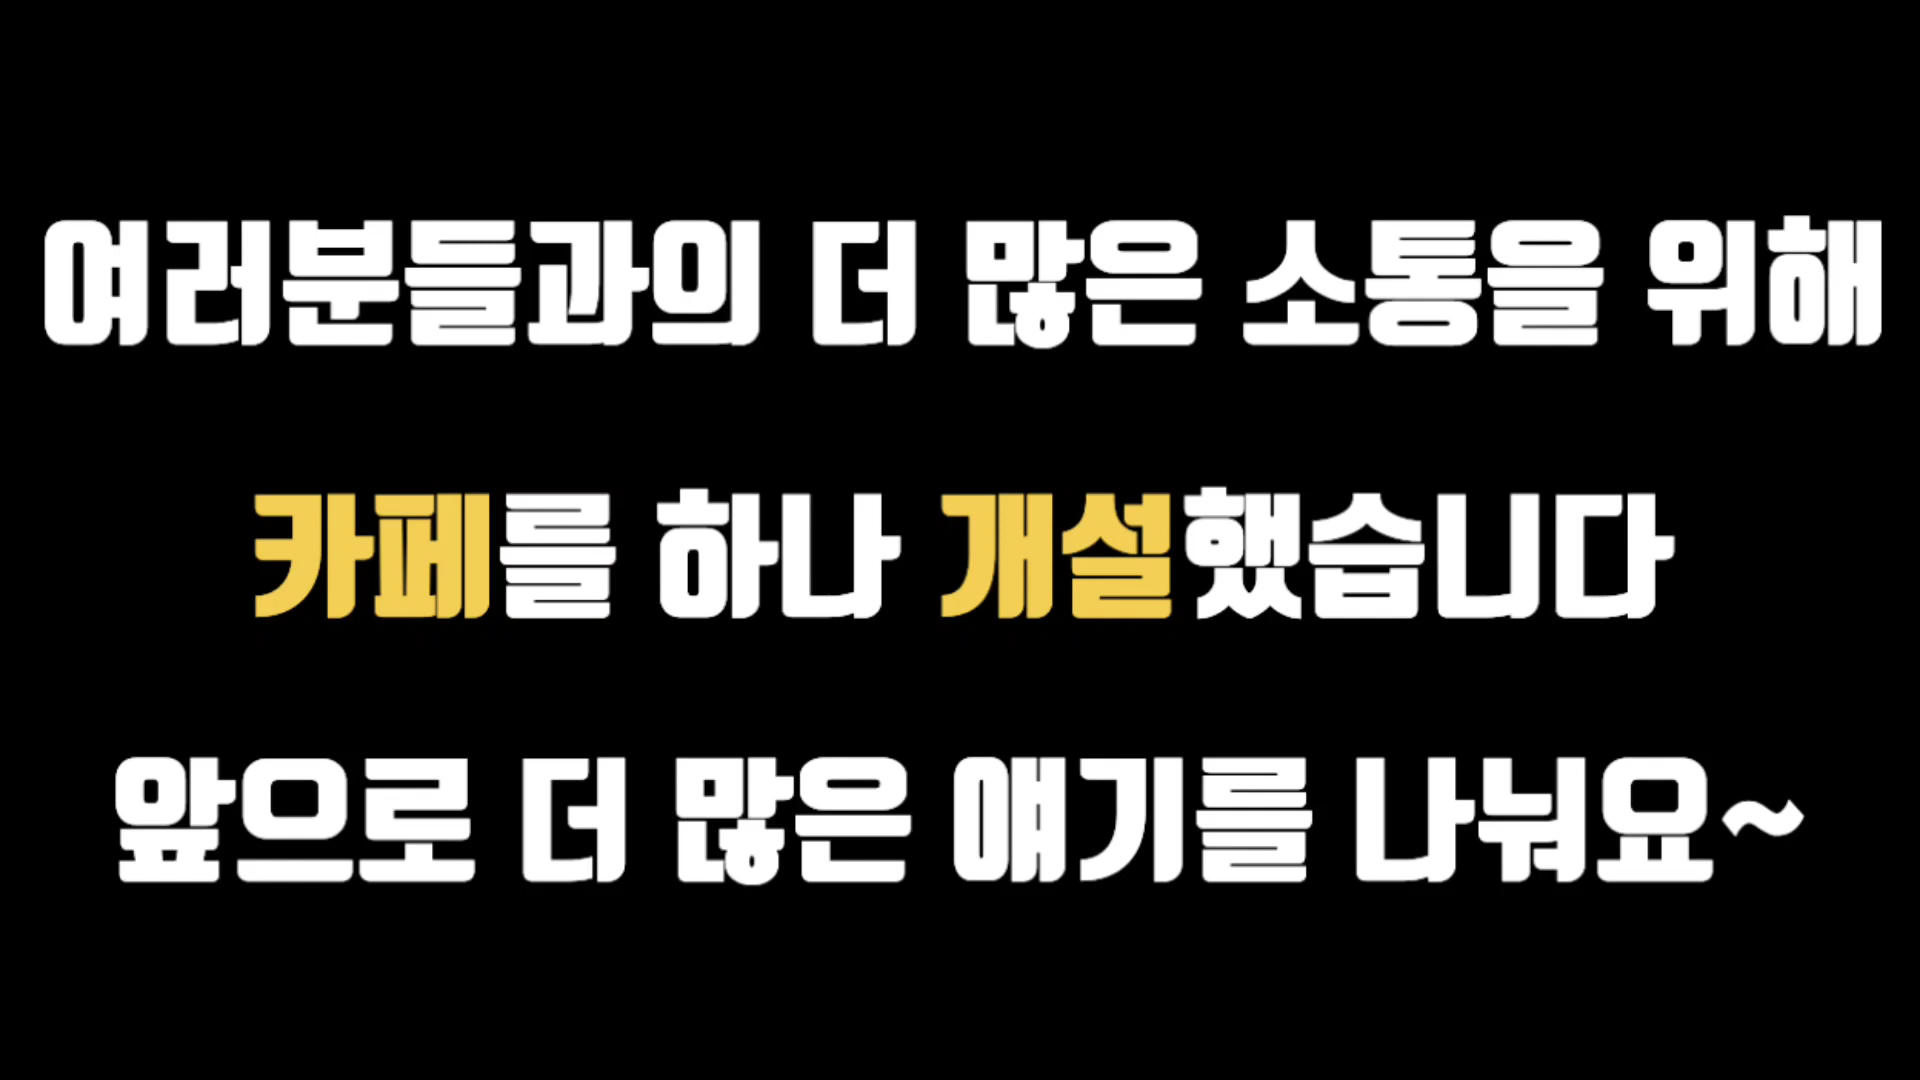 여러분들과의 더 많은 소통을 위해
카페를 하나 개설했습니다
앞으로 더 많은 얘기를 나눠요~